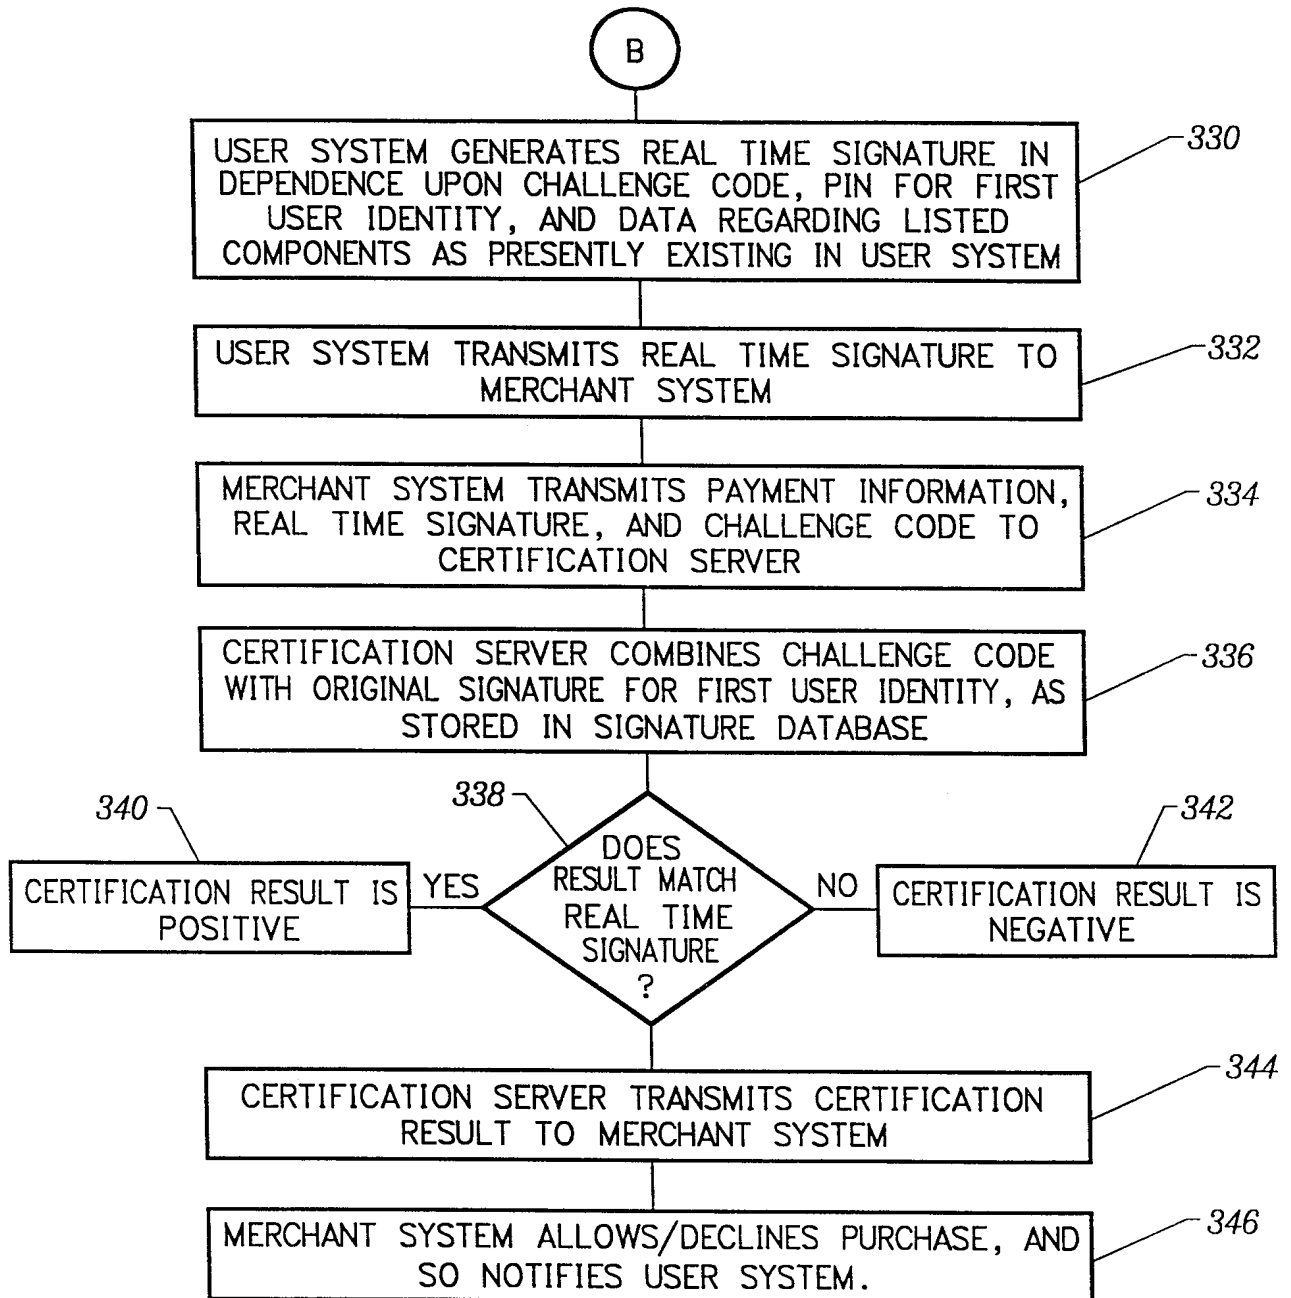 B
USER SYSTEM GENERATES REAL TIME SIGNATURE IN
DEPENDENCE UPON CHALLENGE CODE, PIN FOR FIRST
USER IDENTITY, AND DATA REGARDING LISTED
COMPONENTS AS PRESENTLY EXISTING IN USER SYSTEM
330
USER SYSTEM TRANSMITS REAL TIME SIGNATURE TO
MERCHANT SYSTEM
332
MERCHANT SYSTEM TRANSMITS PAYMENT INFORMATION,
REAL TIME SIGNATURE, AND CHALLENGE CODE TO
CERTIFICATION SERVER
334
CERTIFICATION SERVER COMBINES CHALLENGE CODE
WITH ORIGINAL SIGNATURE FOR FIRST USER IDENTITY, AS
STORED IN SIGNATURE DATABASE
336
340
CERTIFICATION RESULT IS
POSITIVE
YES
338
DOES
RESULT MATCH
REAL TIME
SIGNATURE
?
NO
342
CERTIFICATION RESULT IS
NEGATIVE
CERTIFICATION SERVER TRANSMITS CERTIFICATION
RESULT TO MERCHANT SYSTEM
344
MERCHANT SYSTEM ALLOWS/DECLINES PURCHASE, AND
SO NOTIFIES USER SYSTEM.
346